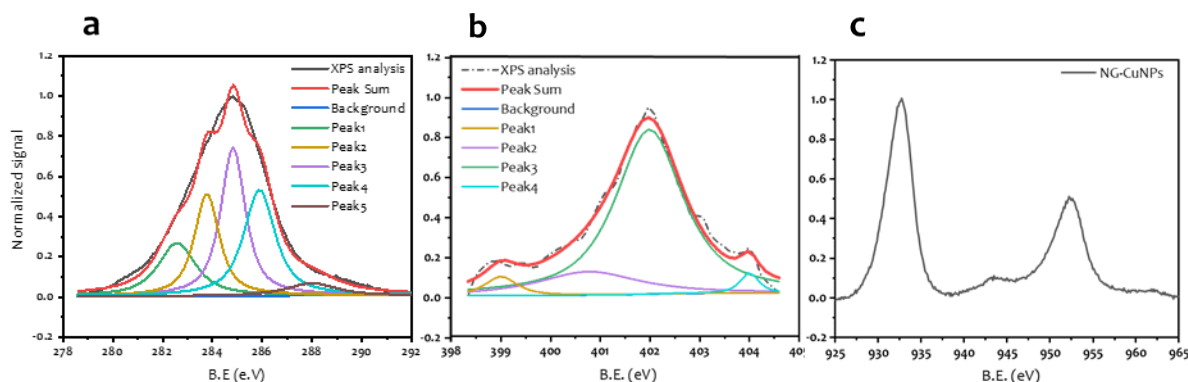 a
b
c
Normalized signal
1.2
1.0
0.8
0.6
0.4
0.2
0.0
-0.2
XPS analysis
Peak Sum
Background
Peak1
Peak2
Peak3
Peak4
Peak5
278 280 282 284 286 288 290 292
B.E (e.V)
1.2
1.0
0.8
0.6
0.4
0.2
0.0
-0.2
XPS analysis
Peak Sum
Background
Peak1
Peak2
Peak3
Peak4
398 399 400 401 402 403 404
B.E. (eV)
1.2
1.0
0.8
0.6
0.4
0.2
0.0
-0.2
NG-CuNPs
925 930 935 940 945 950 955 960 965
B.E. (eV)